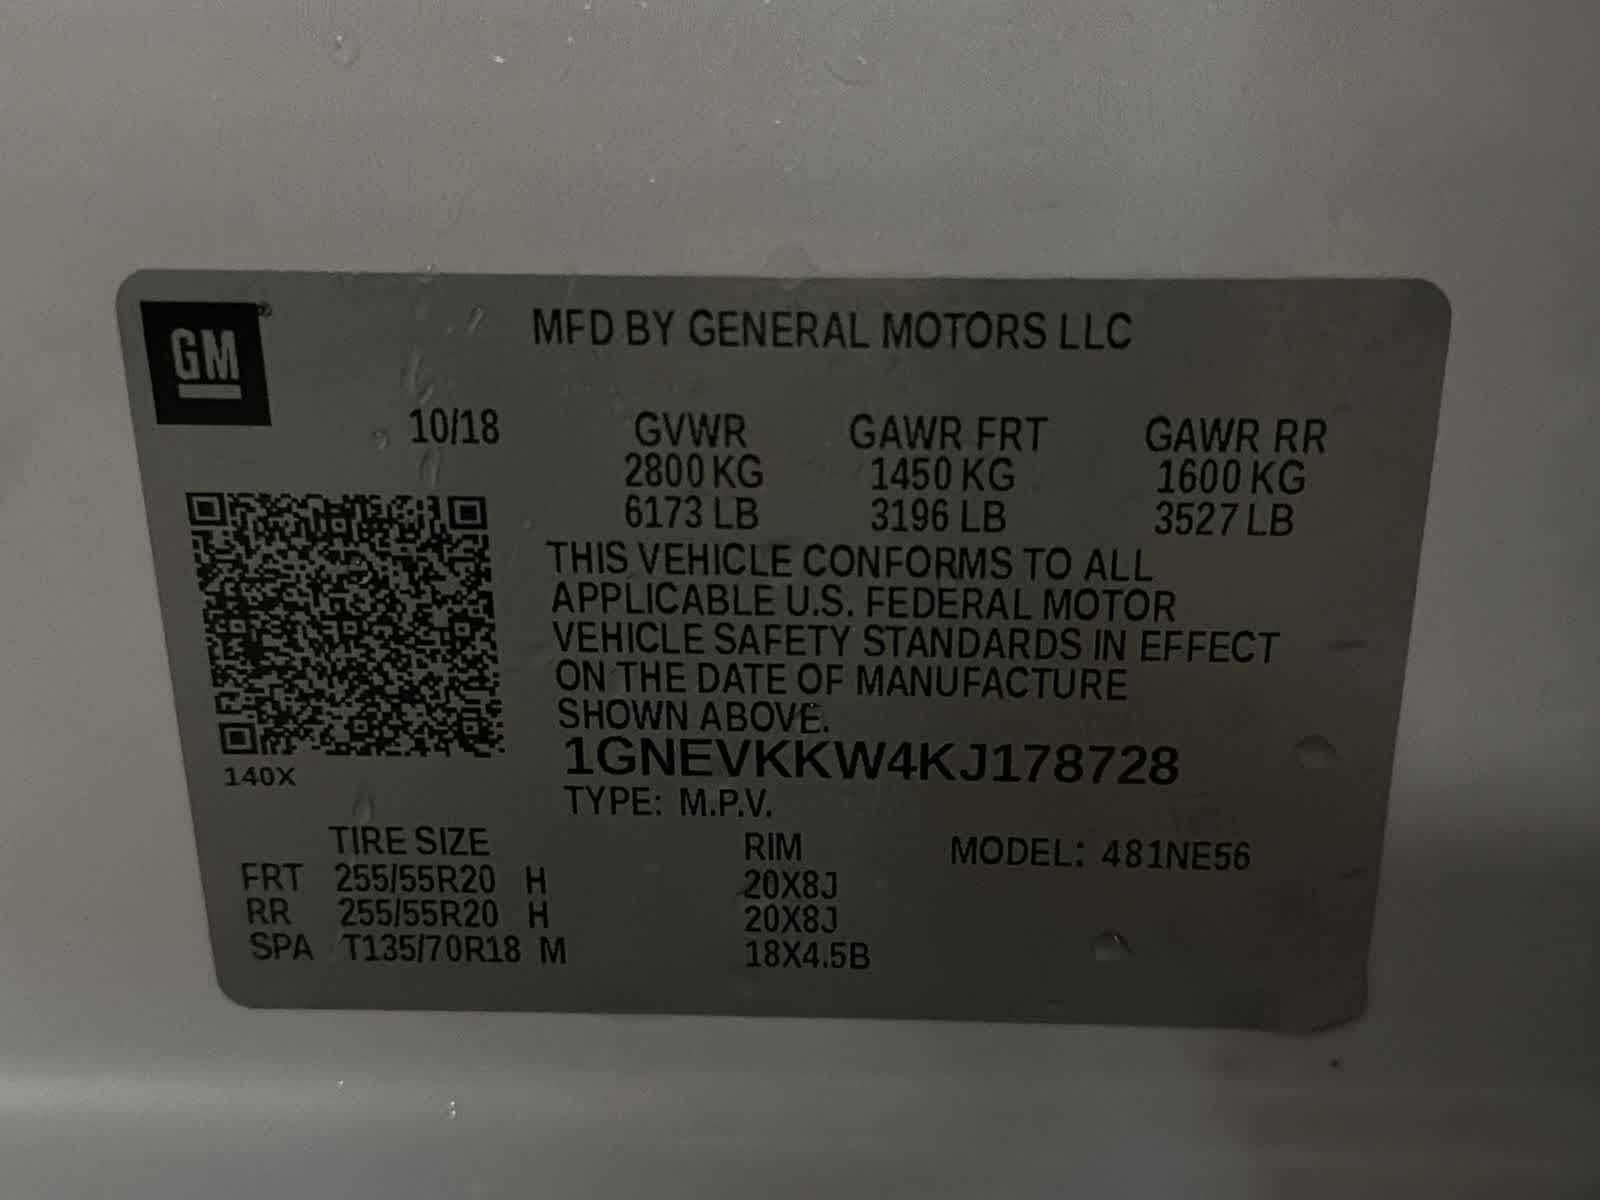 GM
MFD BY GENERAL MOTORS LLC
10/18 GVWR GAWR FRT GAWR RR
2800 KG 1450 KG 1600 KG
6173 LB 3196 LB 3527 LB
THIS VEHICLE CONFORMS TO ALL
APPLICABLE U.S. FEDERAL MOTOR
VEHICLE SAFETY STANDARDS IN EFFECT
ON THE DATE OF MANUFACTURE
SHOWN ABOVE.
1GNEVKKW4KJ178728
140X
TYPE: M.P.V.
TIRE SIZE RIM MODEL: 481NE56
FRT 255/55R20 H 20X8J
RR 255/55R20 H 20X8J
SPA T135/70R18 M 18X4.5B